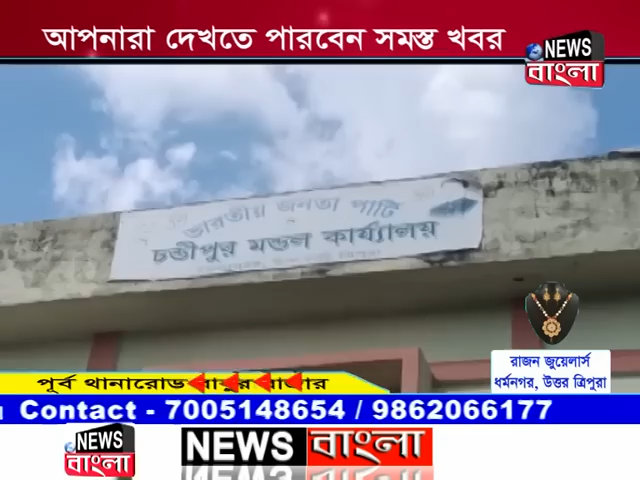 আপনারা দেখতে পারবেন সমস্ত খবর
NEWS
বাংলা
ভারতীয় জনতা পার্টি
চন্ডীপুর মন্ডল কার্য্যালয়
রাজন জুয়েলার্স
ধর্মনগর, উত্তর ত্রিপুরা
পূর্ব থানারোড বাবুর বাজার
Contact - 7005148654 / 9862066177
NEWS
বাংলা
NEWS বাংলা